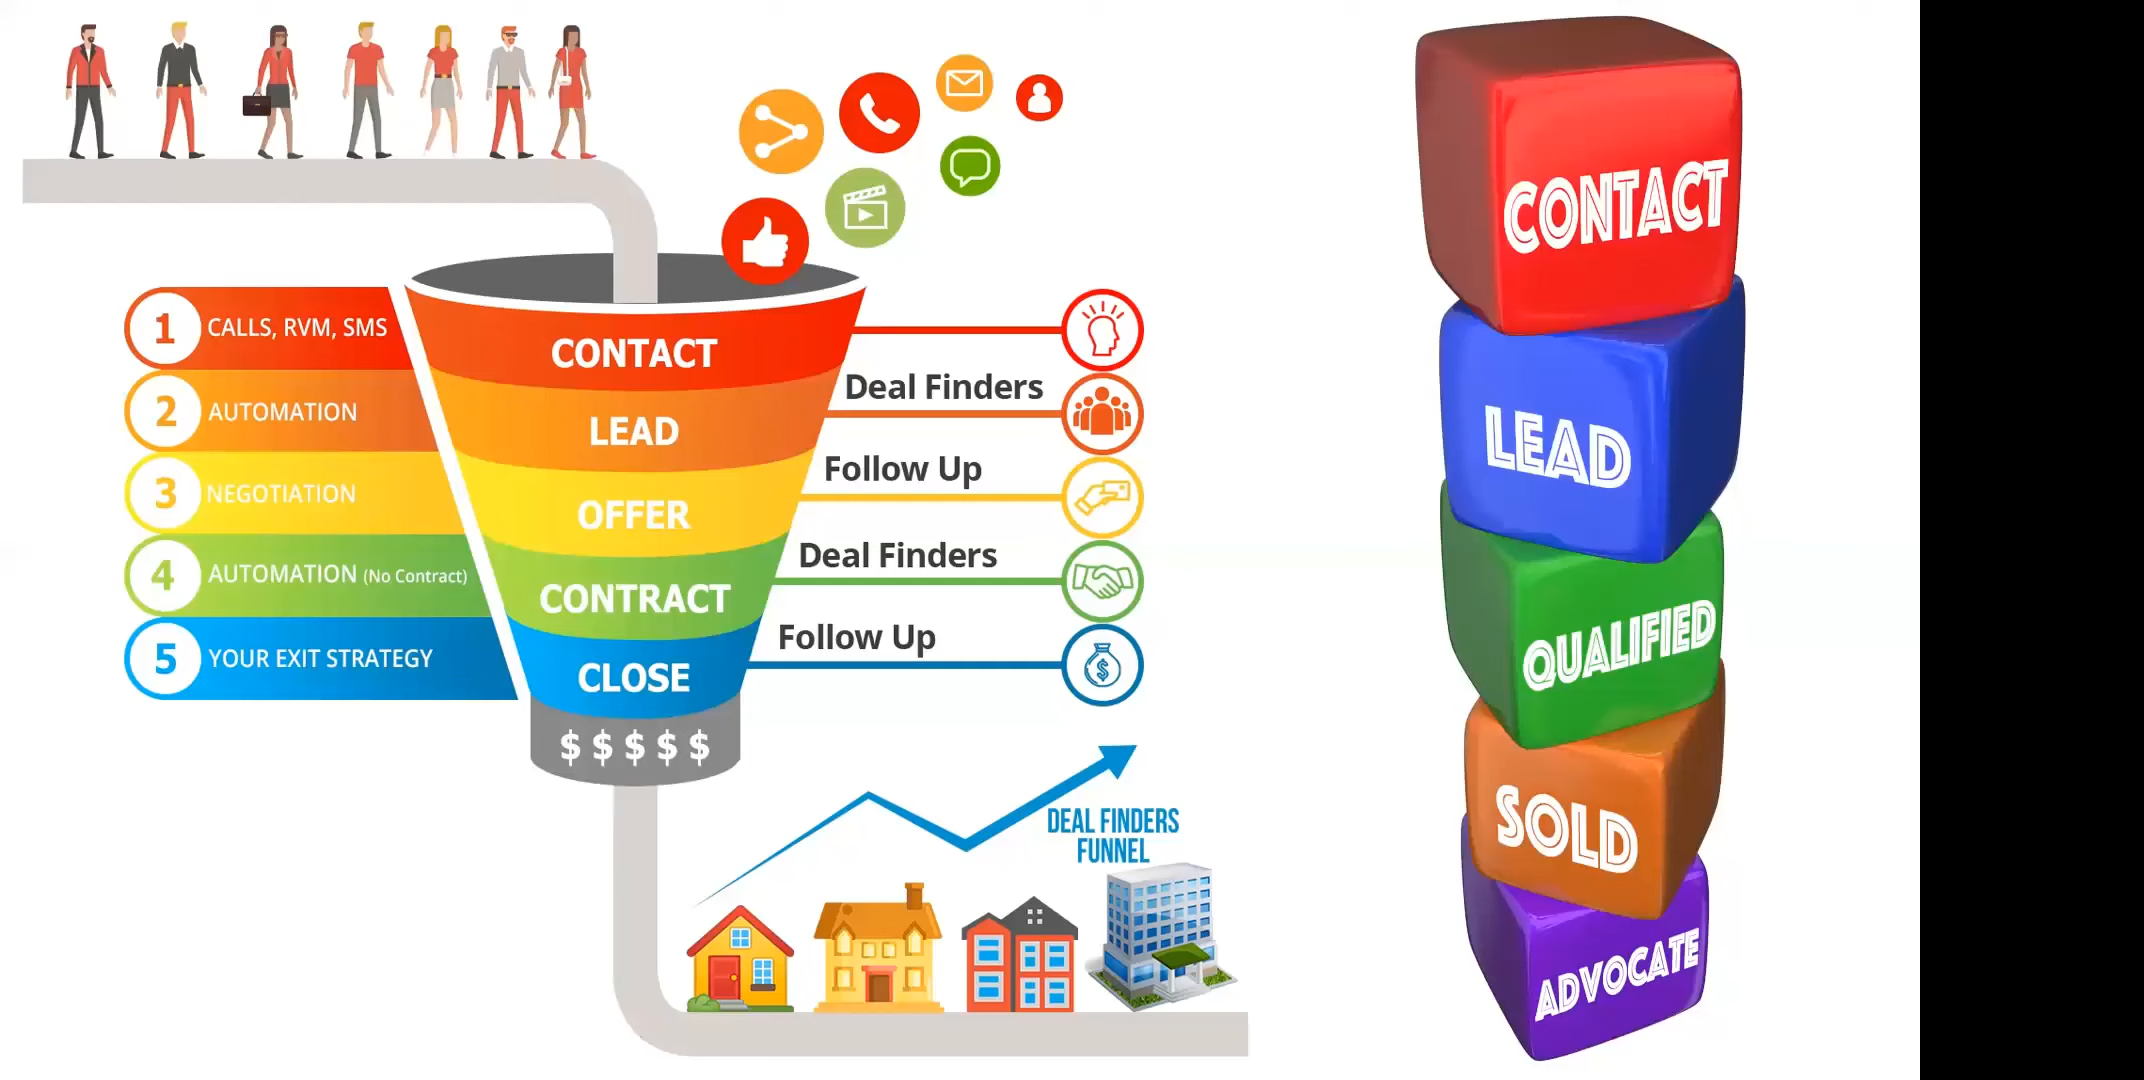 1 CALLS, RVM, SMS
2 AUTOMATION
3 NEGOTIATION
4 AUTOMATION (No Contract)
5 YOUR EXIT STRATEGY
CONTACT
LEAD
OFFER
CONTRACT
CLOSE
$ $ $ $ $
Deal Finders
Follow Up
Deal Finders
Follow Up
DEAL FINDERS
FUNNEL
CONTACT
LEAD
QUALIFIED
SOLD
ADVOCATE